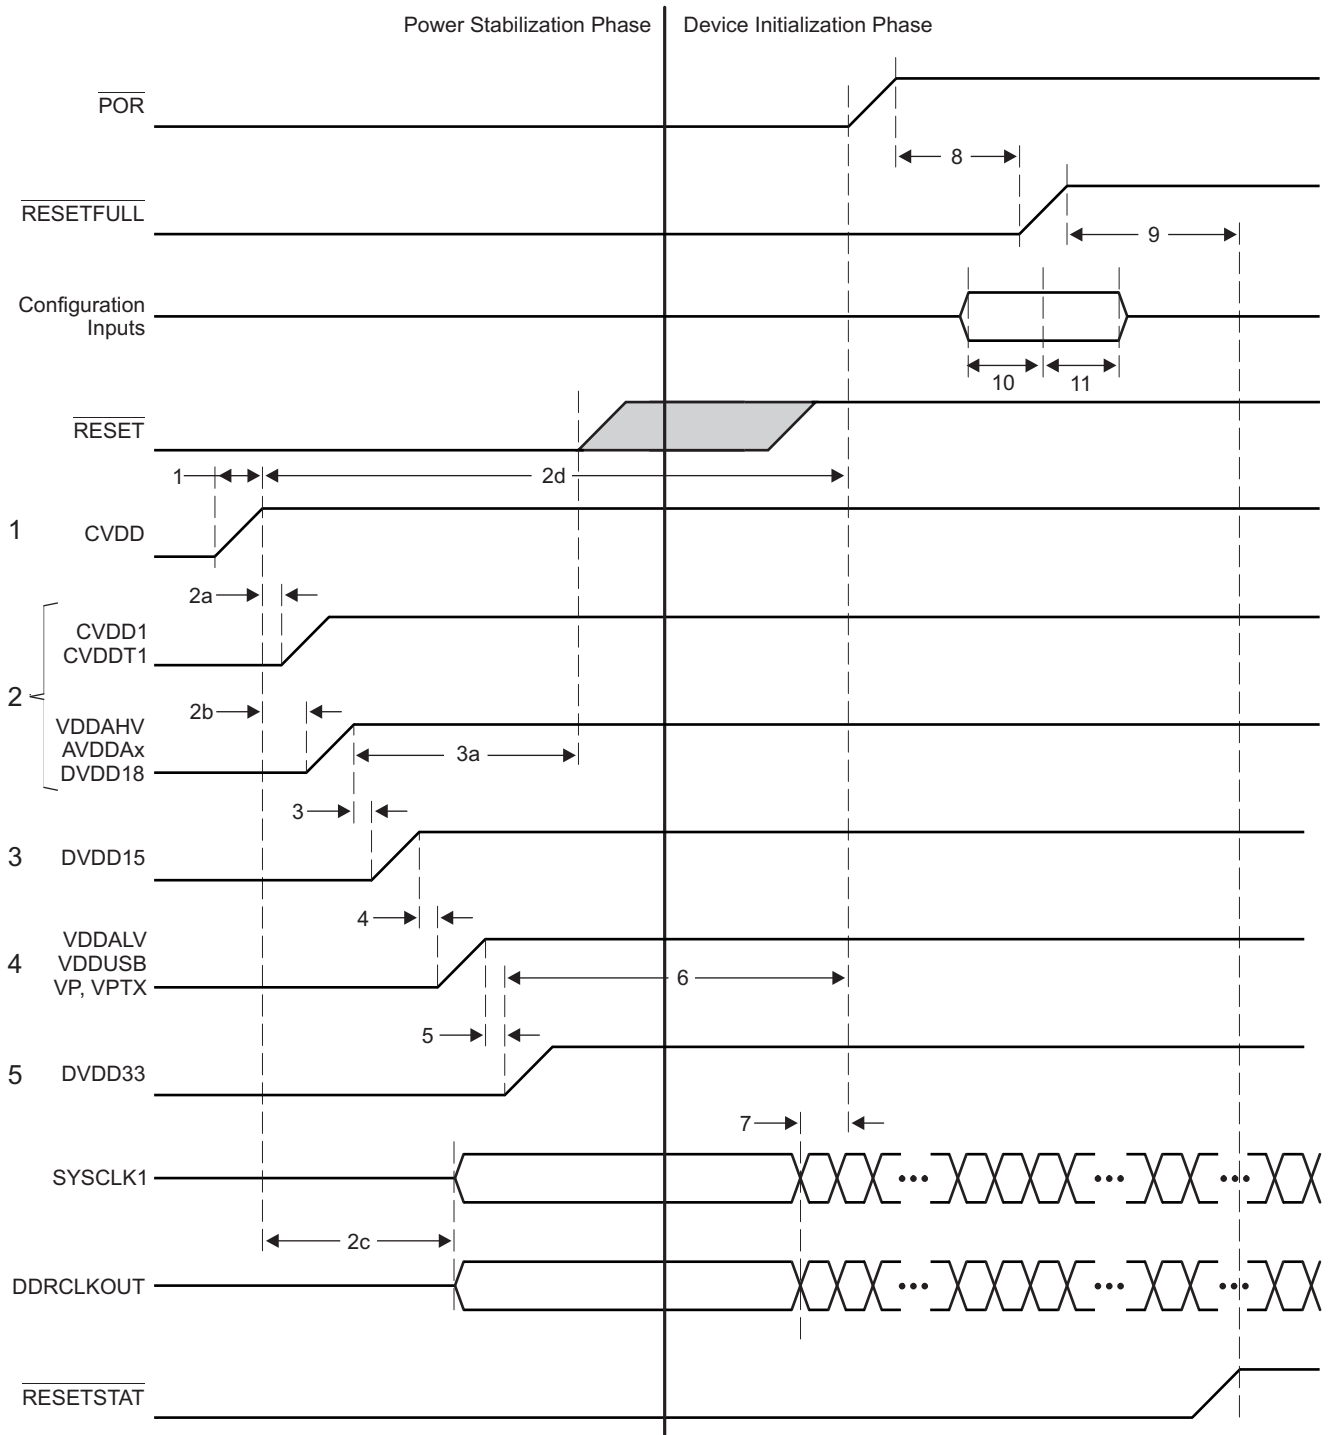 Power Stabilization Phase
Device Initialization Phase
POR
8
RESETFULL
9
Configuration
Inputs
10
11
RESET
1
2d
1
CVDD
2a
CVDD1
CVDDT1
2
2b
VDDAHV
AVDDAx
DVDD18
3a
3
3
DVDD15
4
4
VDDALV
VDDUSB
VP, VPTX
6
5
5
DVDD33
7
SYSCLK1
2c
DDRCLKOUT
RESETSTAT